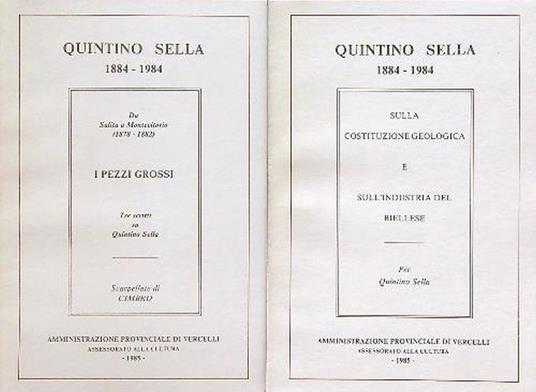 QUINTINO SELLA
1884 - 1984
Da
Salita a Montecitorio
(1878 - 1882)
I PEZZI GROSSI
Tre scritti
su
Quintino Sella
Scarpellate di
CIMBRO
AMMINISTRAZIONE PROVINCIALE DI VERCELLI
ASSESSORATO ALLA CULTURA
- 1985 -
QUINTINO SELLA
1884 - 1984
SULLA
COSTITUZIONE GEOLOGICA
E
SULL'INDUSTRIA DEL
BIELLESE
Per
Quintino Sella
AMMINISTRAZIONE PROVINCIALE DI VERCELLI
ASSESSORATO ALLA CULTURA
- 1985 -